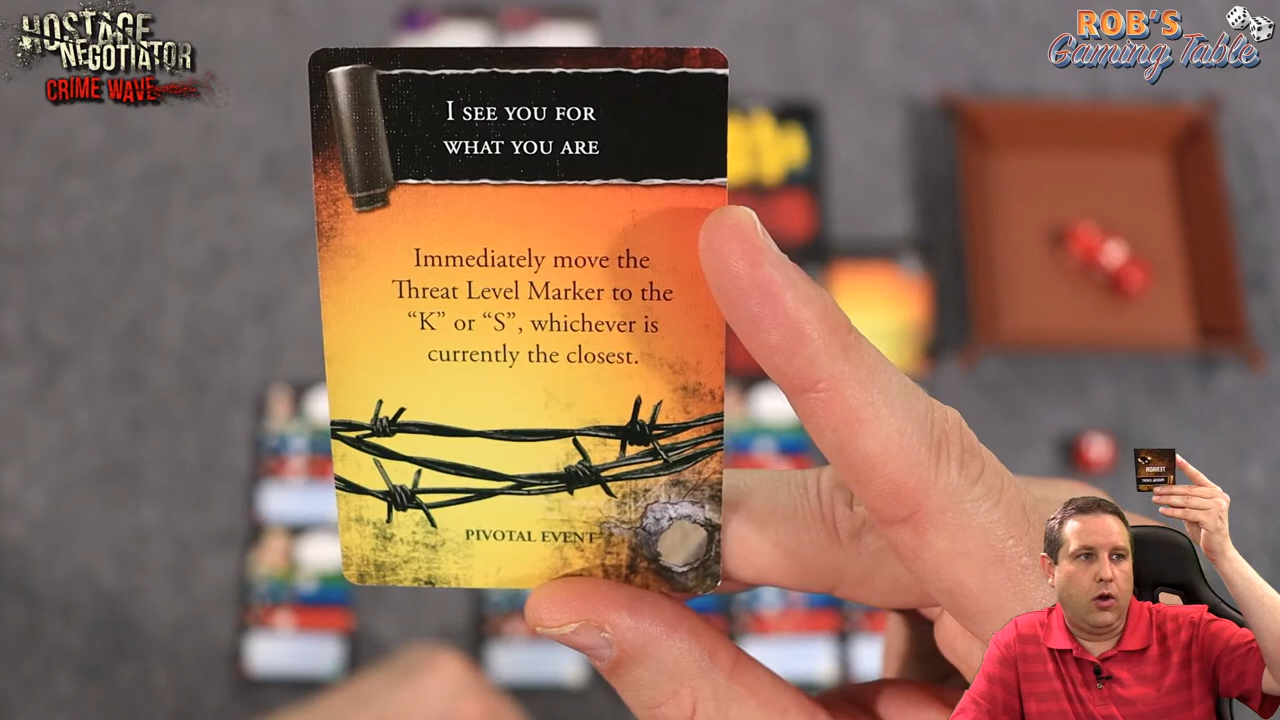 HOSTAGE
NEGOTIATOR
CRIME WAVE
ROB'S
Gaming Table
I SEE YOU FOR
WHAT YOU ARE
Immediately move the
Threat Level Marker to the
“K” or “S”, whichever is
currently the closest.
PIVOTAL EVENT